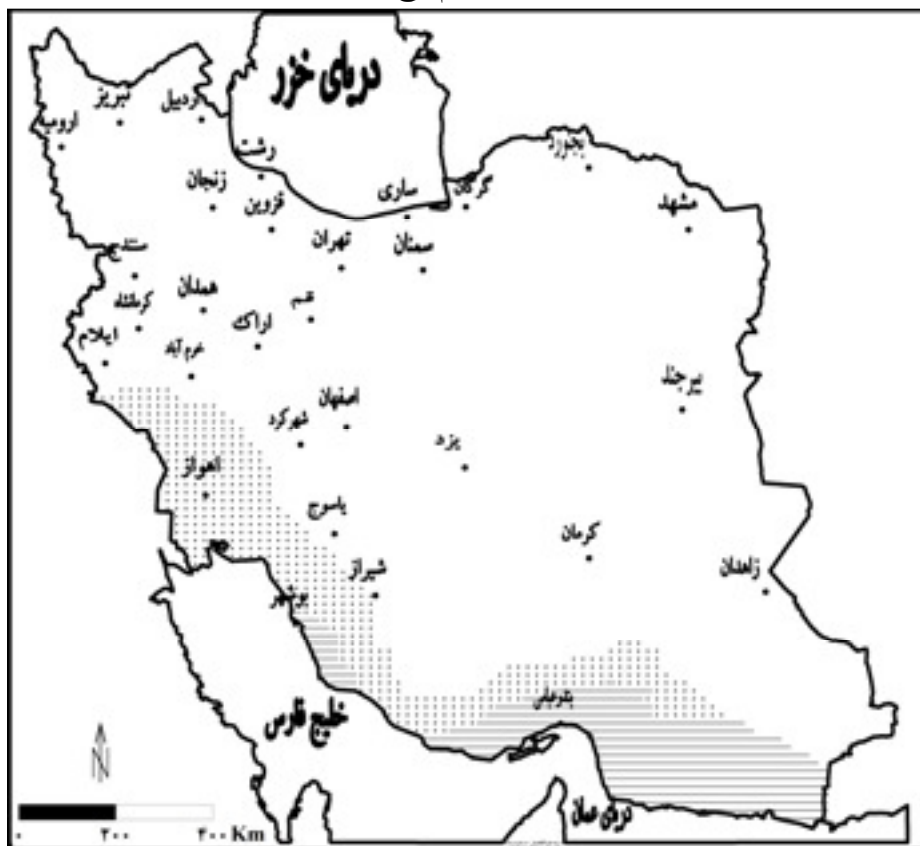 دریای خزر
تبریز
اردبیل
ارومیه
رشت
بجنورد
زنجان
قزوین
ساری
گرگان
مشهد
سنندج
تهران
سمنان
همدان
کرمانشاه
قم
ایلام
خرم آباد
اراک
بیرجند
اصفهان
شهرکرد
یزد
اهواز
یاسوج
کرمان
شیراز
زاهدان
بوشهر
بندرعباس
خلیج فارس
N
دریای عمان
۰ ۲۰۰ ۴۰۰ Km